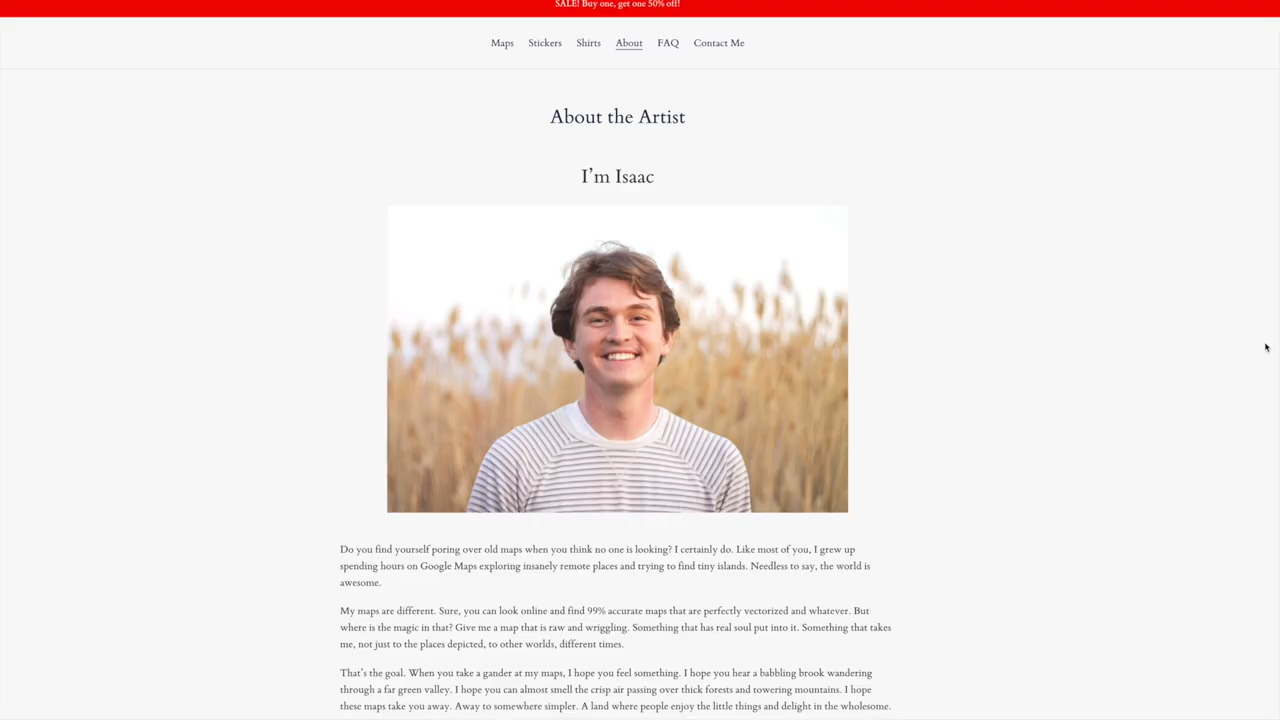 SALE! Buy one, get one 50% off!
Maps Stickers Shirts About FAQ Contact Me
About the Artist
I'm Isaac
Do you find yourself poring over old maps when you think no one is looking? I certainly do. Like most of you, I grew up
spending hours on Google Maps exploring insanely remote places and trying to find tiny islands. Needless to say, the world is
awesome.
My maps are different. Sure, you can look online and find 99% accurate maps that are perfectly vectorized and whatever. But
where is the magic in that? Give me a map that is raw and wriggling. Something that has real soul put into it. Something that takes
me, not just to the places depicted, to other worlds, different times.
That's the goal. When you take a gander at my maps, I hope you feel something. I hope you hear a babbling brook wandering
through a far green valley. I hope you can almost smell the crisp air passing over thick forests and towering mountains. I hope
these maps take you away. Away to somewhere simpler. A land where people enjoy the little things and delight in the wholesome.